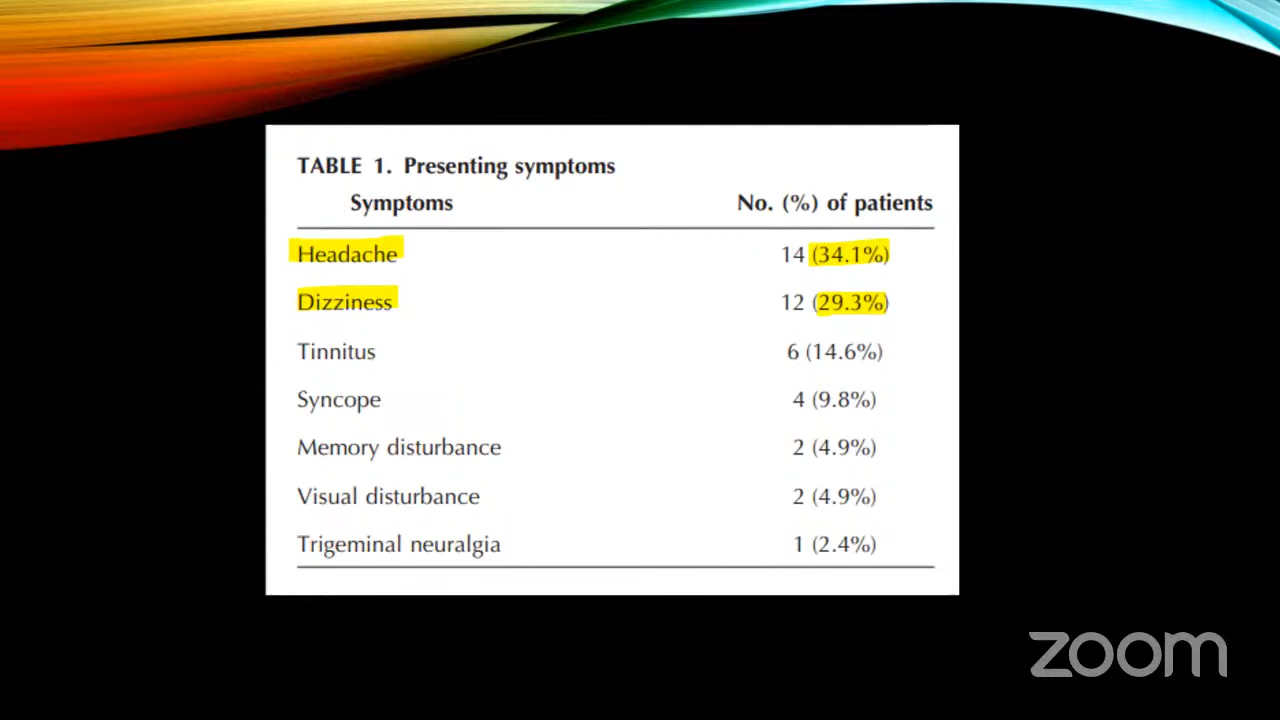 TABLE 1. Presenting symptoms
Symptoms No. (%) of patients
Headache 14 (34.1%)
Dizziness 12 (29.3%)
Tinnitus 6 (14.6%)
Syncope 4 (9.8%)
Memory disturbance 2 (4.9%)
Visual disturbance 2 (4.9%)
Trigeminal neuralgia 1 (2.4%)
zoom